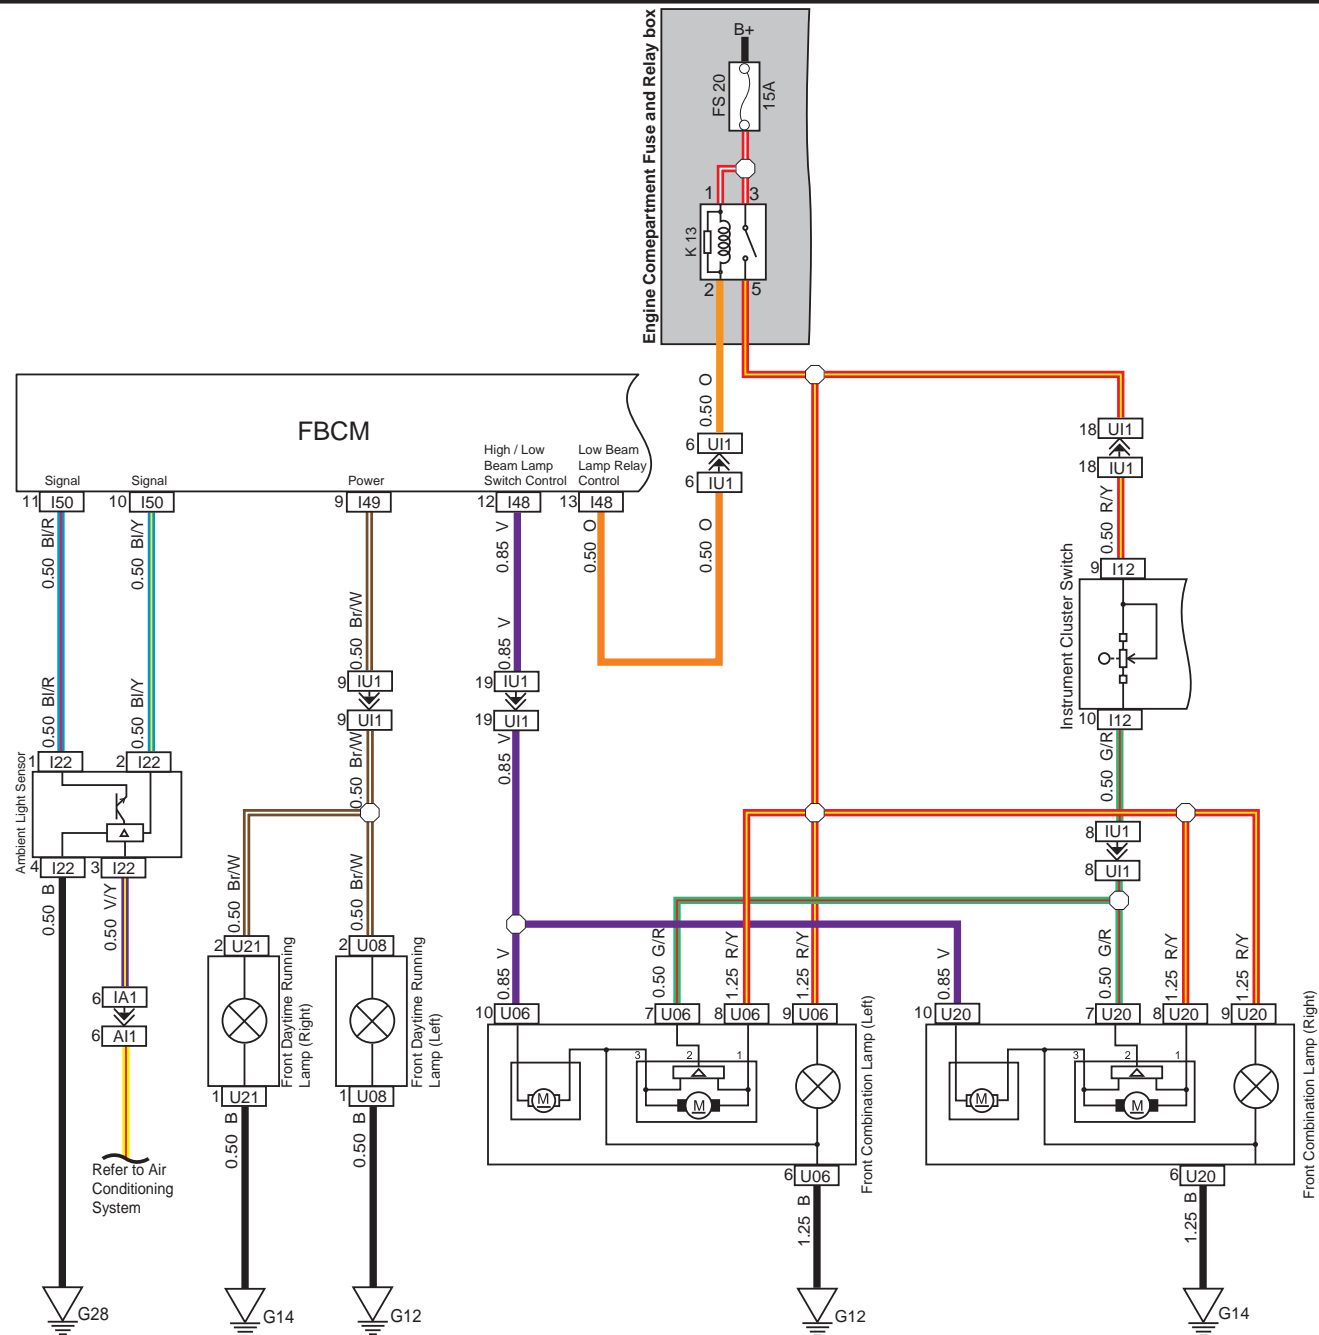 Engine Comepartment Fuse and Relay box
B+
FS 20
15A
1
3
K 13
2
5
FBCM
Signal
Signal
Power
High / Low
Beam Lamp
Switch Control
Low Beam
Lamp Relay
Control
11 I50
10 I50
9 I49
12 I48
13 I48
0.50 Bl/R
0.50 Bl/Y
0.50 Br/W
0.85 V
0.50 O
0.50 O
6 UI1
6 IU1
0.50 O
18 UI1
18 IU1
0.50 R/Y
9 I12
Instrument Cluster Switch
10 I12
0.50 G/R
8 IU1
8 UI1
0.50 Bl/R
0.50 Bl/Y
9 IU1
9 UI1
0.50 Br/W
0.85 V
19 IU1
19 UI1
0.85 V
1 I22
2 I22
Ambient Light Sensor
4 I22
3 I22
0.50 B
0.50 V/Y
6 IA1
6 AI1
Refer to Air
Conditioning
System
0.50 Br/W
0.50 Br/W
2 U21
2 U08
Front Daytime Running
Lamp (Right)
Front Daytime Running
Lamp (Left)
1 U21
1 U08
0.50 B
0.50 B
0.85 V
0.50 G/R
1.25 R/Y
1.25 R/Y
10 U06
7 U06
8 U06
9 U06
3
2
1
M
M
Front Combination Lamp (Left)
6 U06
1.25 B
0.85 V
0.50 G/R
1.25 R/Y
1.25 R/Y
10 U20
7 U20
8 U20
9 U20
3
2
1
M
M
Front Combination Lamp (Right)
6 U20
1.25 B
G28
G14
G12
G12
G14